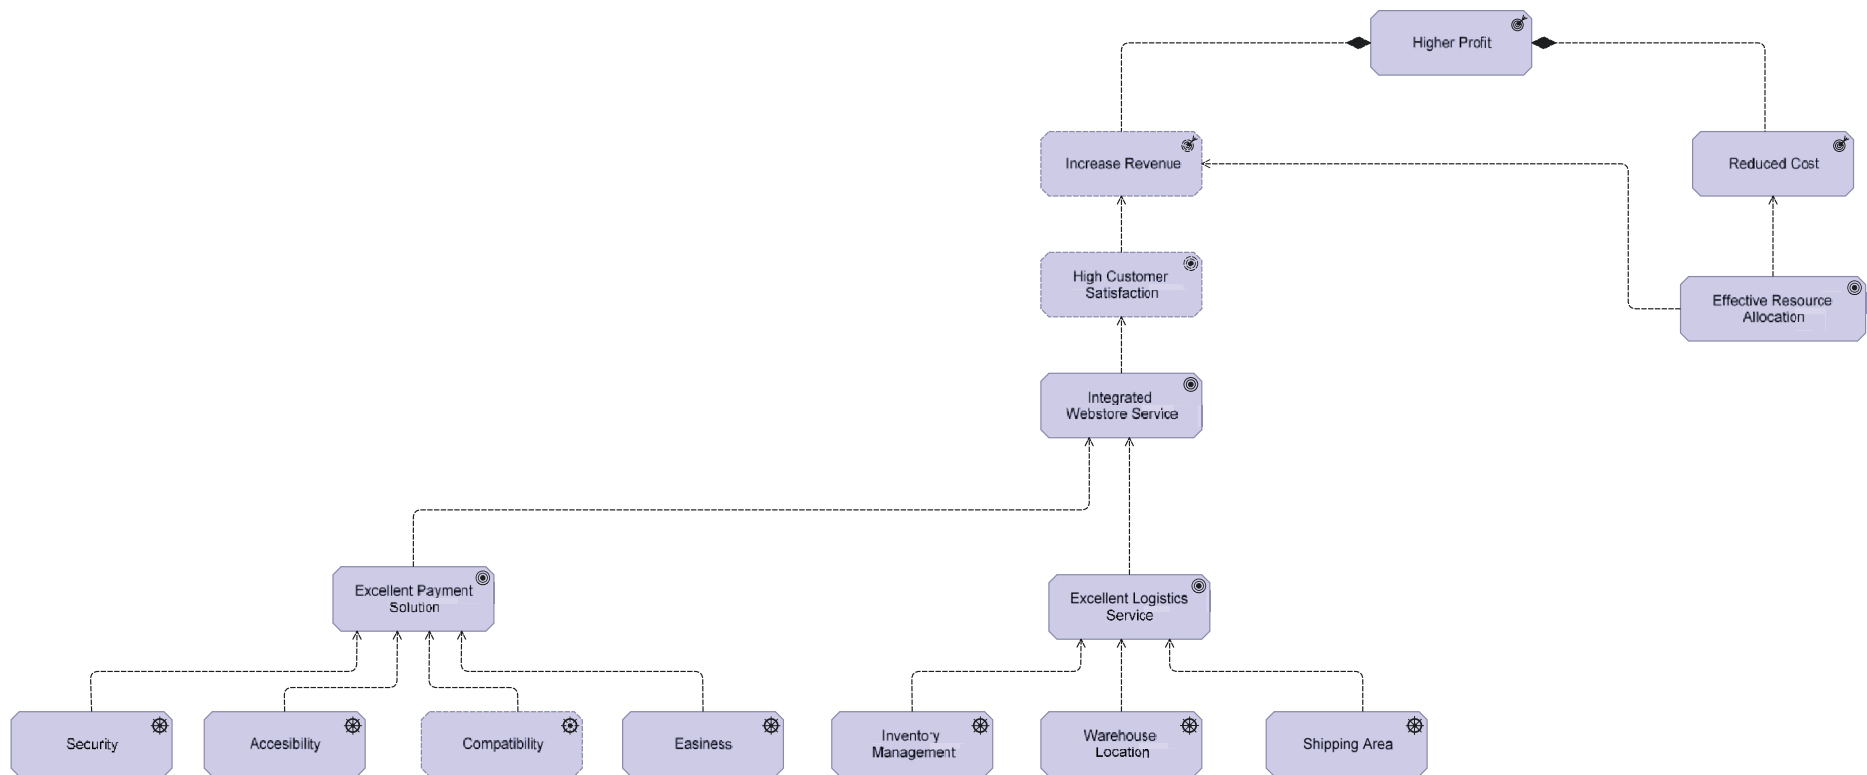 Higher Profit
Increase Revenue
Reduced Cost
High Customer
Satisfaction
Effective Resource
Allocation
Integrated
Webstore Service
Excellent Payment
Solution
Excellent Logistics
Service
Security
Accesibility
Compatibility
Easiness
Inventory
Management
Warehouse
Location
Shipping Area